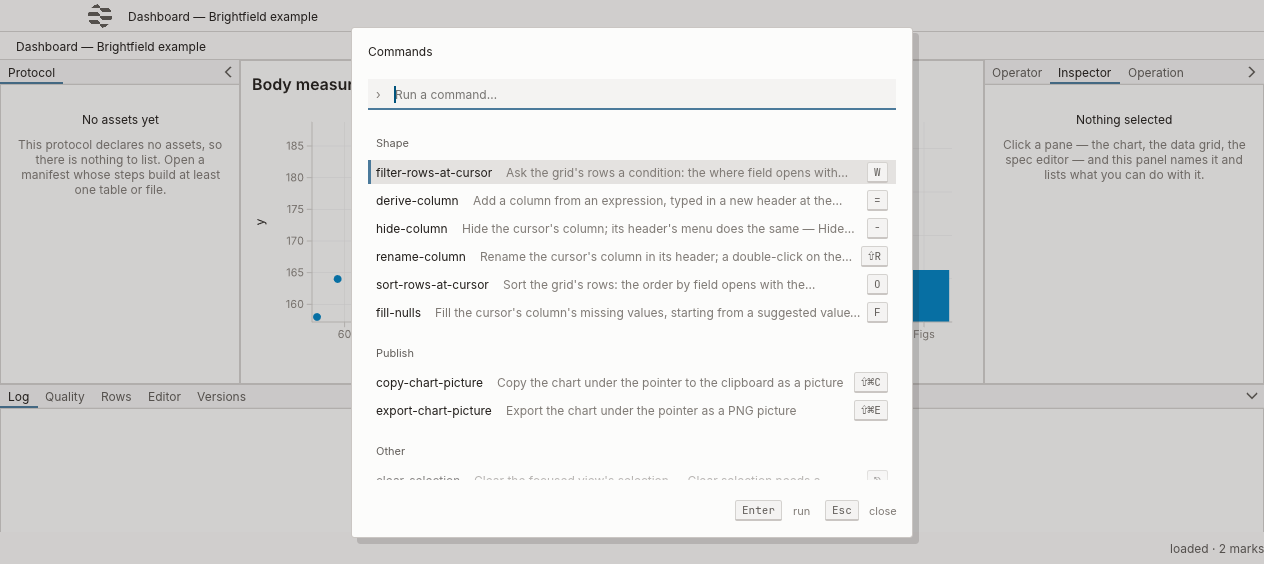 Dashboard — Brightfield example
Dashboard — Brightfield example
Protocol
No assets yet
This protocol declares no assets, so
there is nothing to list. Open a
manifest whose steps build at least
one table or file.
Body measur
y
185
180
175
170
165
160
60
Figs
Commands
› Run a command...
Shape
filter-rows-at-cursor Ask the grid's rows a condition: the where field opens with... W
derive-column Add a column from an expression, typed in a new header at the... =
hide-column Hide the cursor's column; its header's menu does the same — Hide... -
rename-column Rename the cursor's column in its header; a double-click on the... ⇧R
sort-rows-at-cursor Sort the grid's rows: the order by field opens with the... O
fill-nulls Fill the cursor's column's missing values, starting from a suggested value... F
Publish
copy-chart-picture Copy the chart under the pointer to the clipboard as a picture ⇧⌘C
export-chart-picture Export the chart under the pointer as a PNG picture ⇧⌘E
Other
clear-selection Clear the focused view's selection — Clear selection needs a
Enter run Esc close
Operator Inspector Operation
Nothing selected
Click a pane — the chart, the data grid, the
spec editor — and this panel names it and
lists what you can do with it.
Log Quality Rows Editor Versions
loaded · 2 marks